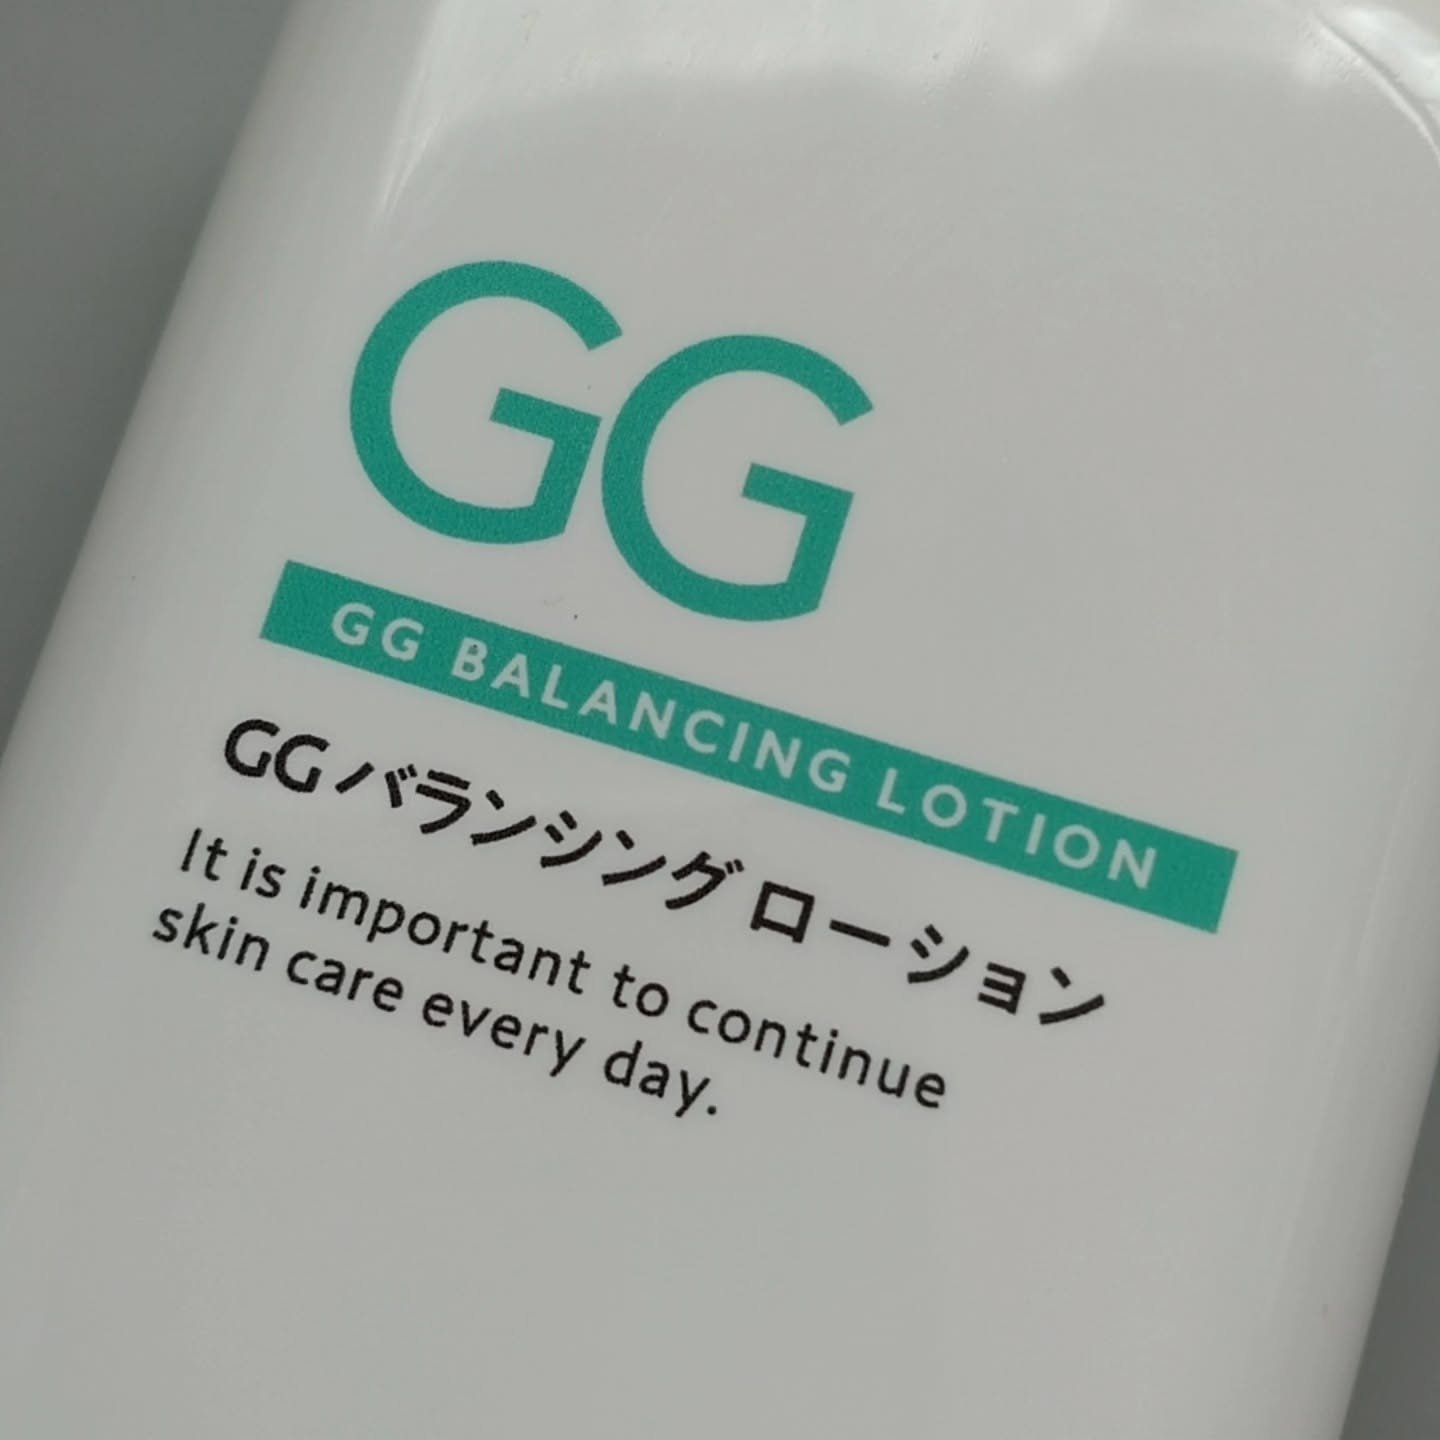 GG
GG BALANCING LOTION
GG バランシング ローション
It is important to continue
skin care every day.